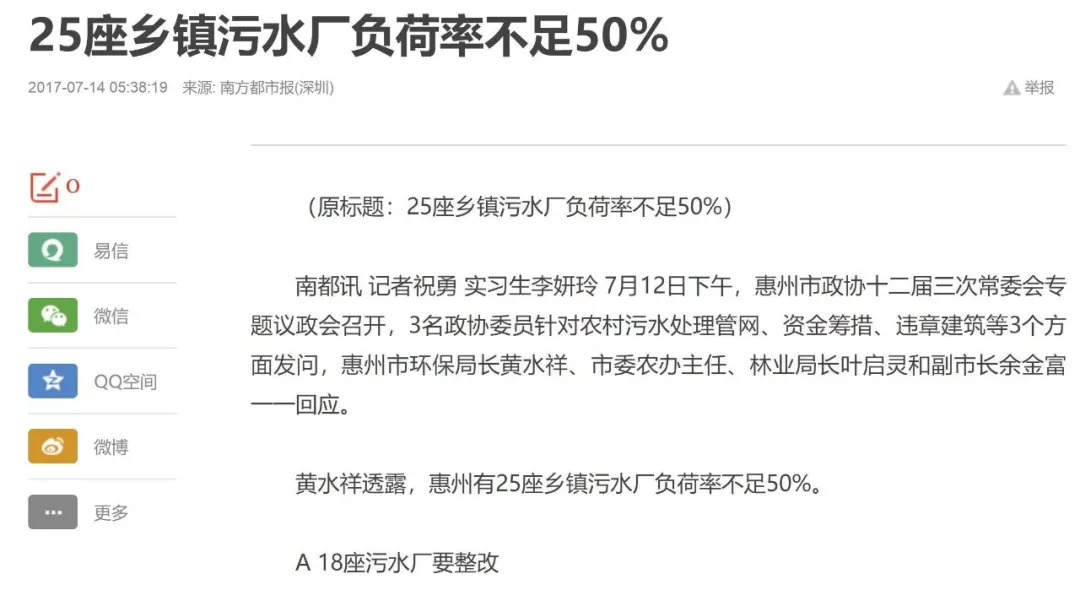 25座乡镇污水厂负荷率不足50%
2017-07-14 05:38:19 来源: 南方都市报(深圳)
举报
0
易信
微信
QQ空间
微博
更多
（原标题：25座乡镇污水厂负荷率不足50%）
南都讯 记者祝勇 实习生李妍玲 7月12日下午，惠州市政协十二届三次常委会专
题议政会召开，3名政协委员针对农村污水处理管网、资金筹措、违章建筑等3个方
面发问，惠州市环保局长黄水祥、市委农办主任、林业局长叶启灵和副市长余金富
一一回应。
黄水祥透露，惠州有25座乡镇污水厂负荷率不足50%。
A 18座污水厂要整改